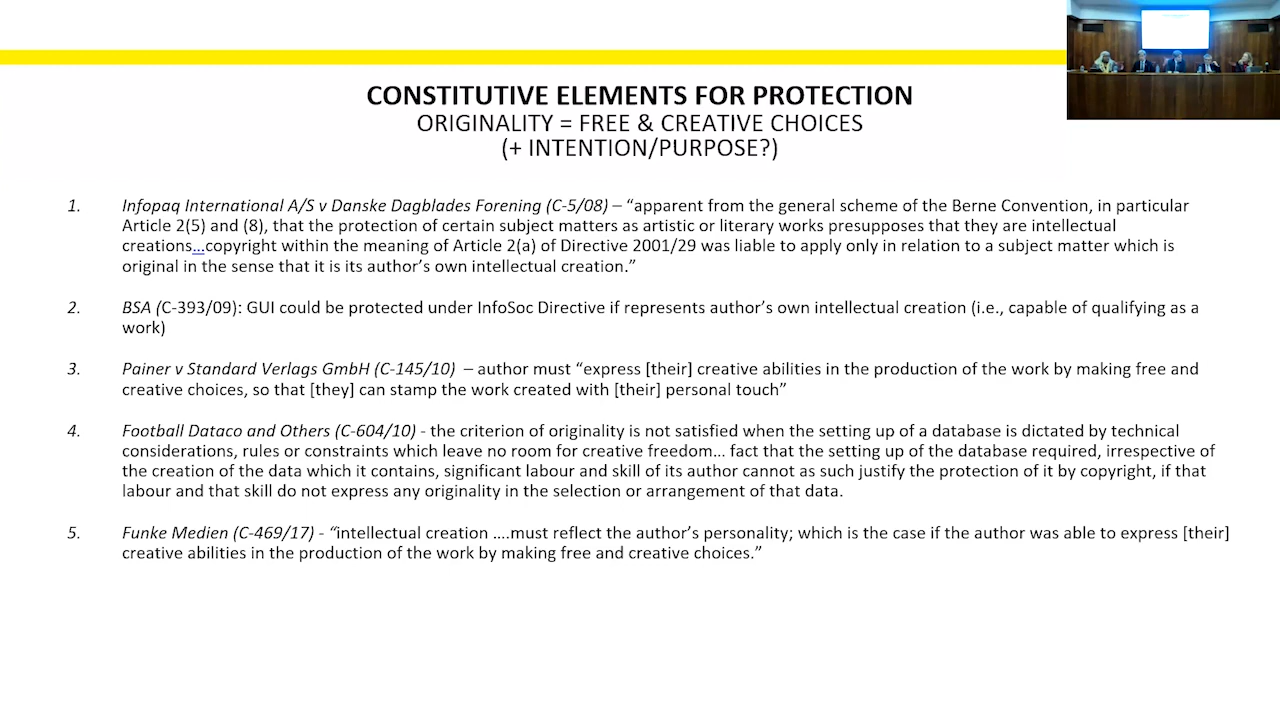 CONSTITUTIVE ELEMENTS FOR PROTECTION
ORIGINALITY = FREE & CREATIVE CHOICES
(+ INTENTION/PURPOSE?)
1. Infopaq International A/S v Danske Dagblades Forening (C-5/08) – “apparent from the general scheme of the Berne Convention, in particular
Article 2(5) and (8), that the protection of certain subject matters as artistic or literary works presupposes that they are intellectual
creations…copyright within the meaning of Article 2(a) of Directive 2001/29 was liable to apply only in relation to a subject matter which is
original in the sense that it is its author’s own intellectual creation.”
2. BSA (C-393/09): GUI could be protected under InfoSoc Directive if represents author’s own intellectual creation (i.e., capable of qualifying as a
work)
3. Painer v Standard Verlags GmbH (C-145/10) – author must “express [their] creative abilities in the production of the work by making free and
creative choices, so that [they] can stamp the work created with [their] personal touch”
4. Football Dataco and Others (C-604/10) - the criterion of originality is not satisfied when the setting up of a database is dictated by technical
considerations, rules or constraints which leave no room for creative freedom… fact that the setting up of the database required, irrespective of
the creation of the data which it contains, significant labour and skill of its author cannot as such justify the protection of it by copyright, if that
labour and that skill do not express any originality in the selection or arrangement of that data.
5. Funke Medien (C-469/17) - “intellectual creation ….must reflect the author’s personality; which is the case if the author was able to express [their]
creative abilities in the production of the work by making free and creative choices.”